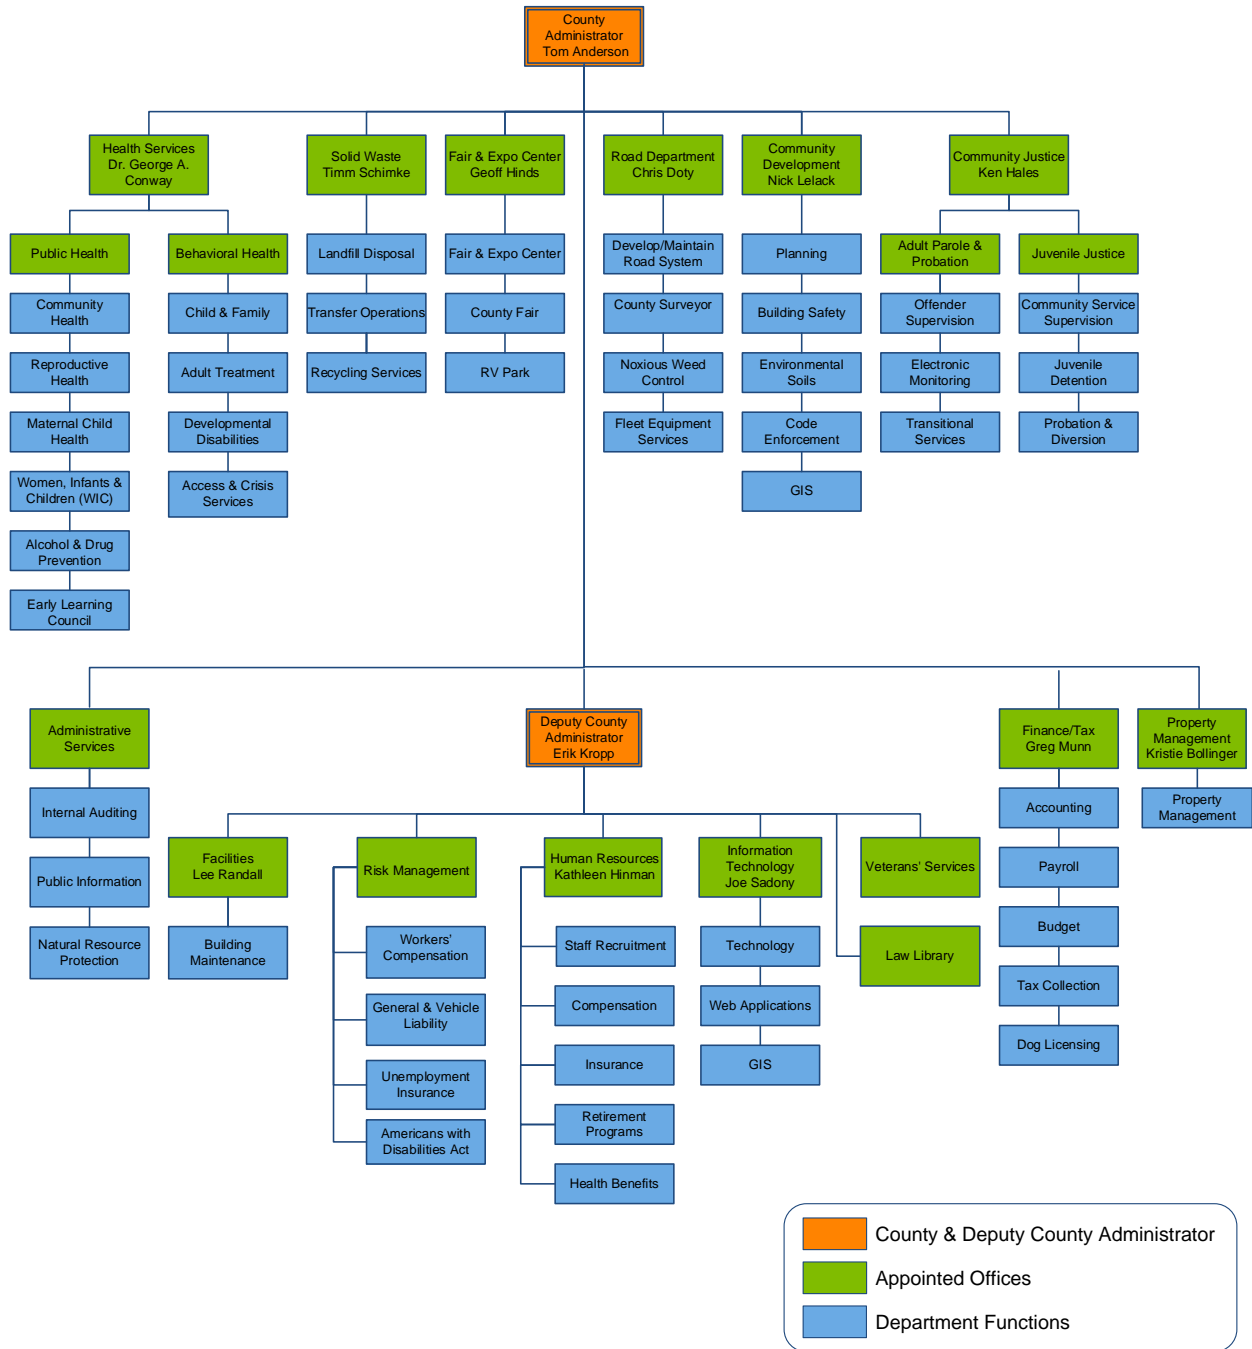 County
Administrator
Tom Anderson
Health Services
Dr. George A.
Conway
Solid Waste
Timm Schimke
Fair & Expo Center
Geoff Hinds
Road Department
Chris Doty
Community
Development
Nick Lelack
Community Justice
Ken Hales
Public Health
Community
Health
Reproductive
Health
Maternal Child
Health
Women, Infants &
Children (WIC)
Alcohol & Drug
Prevention
Early Learning
Council
Behavioral Health
Child & Family
Adult Treatment
Developmental
Disabilities
Access & Crisis
Services
Landfill Disposal
Transfer Operations
Recycling Services
Fair & Expo Center
County Fair
RV Park
Develop/Maintain
Road System
County Surveyor
Noxious Weed
Control
Fleet Equipment
Services
Planning
Building Safety
Environmental
Soils
Code
Enforcement
GIS
Adult Parole &
Probation
Offender
Supervision
Electronic
Monitoring
Transitional
Services
Juvenile Justice
Community Service
Supervision
Juvenile
Detention
Probation &
Diversion
Administrative
Services
Internal Auditing
Public Information
Natural Resource
Protection
Deputy County
Administrator
Erik Kropp
Facilities
Lee Randall
Building
Maintenance
Risk Management
Workers'
Compensation
General & Vehicle
Liability
Unemployment
Insurance
Americans with
Disabilities Act
Human Resources
Kathleen Hinman
Staff Recruitment
Compensation
Insurance
Retirement
Programs
Health Benefits
Information
Technology
Joe Sadony
Technology
Web Applications
GIS
Veterans' Services
Law Library
Finance/Tax
Greg Munn
Accounting
Payroll
Budget
Tax Collection
Dog Licensing
Property
Management
Kristie Bollinger
Property
Management
County & Deputy County Administrator
Appointed Offices
Department Functions